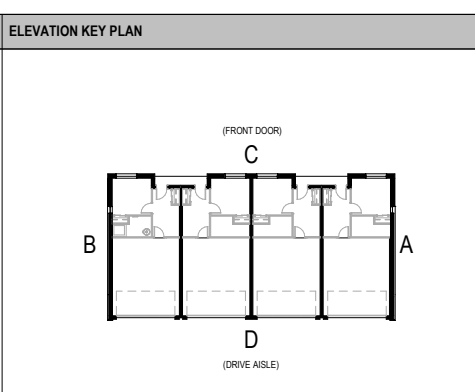 ELEVATION KEY PLAN
(FRONT DOOR)
C
B
A
D
(DRIVE AISLE)